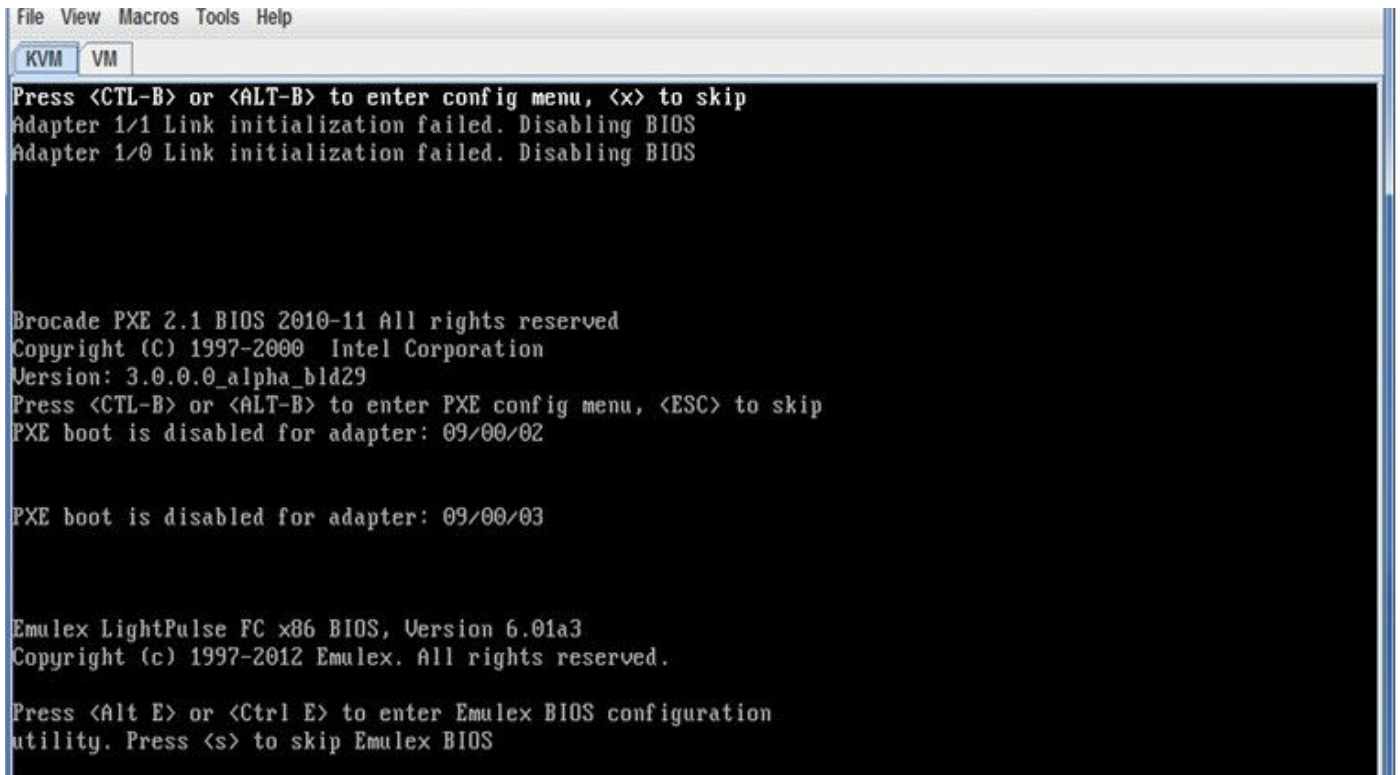 File View Macros Tools Help
KVM VM
Press <CTL-B> or <ALT-B> to enter config menu, <x> to skip
Adapter 1/1 Link initialization failed. Disabling BIOS
Adapter 1/0 Link initialization failed. Disabling BIOS
Brocade PXE 2.1 BIOS 2010-11 All rights reserved
Copyright (C) 1997-2000 Intel Corporation
Version: 3.0.0.0_alpha_bld29
Press <CTL-B> or <ALT-B> to enter PXE config menu, <ESC> to skip
PXE boot is disabled for adapter: 09/00/02
PXE boot is disabled for adapter: 09/00/03
Emulex LightPulse FC x86 BIOS, Version 6.01a3
Copyright (c) 1997-2012 Emulex. All rights reserved.
Press <Alt E> or <Ctrl E> to enter Emulex BIOS configuration
utility. Press <s> to skip Emulex BIOS